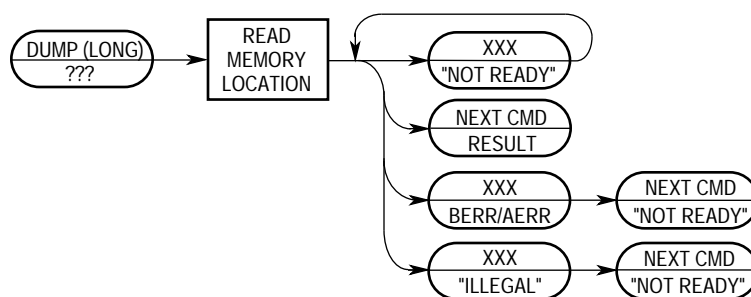 DUMP (LONG)
???
READ
MEMORY
LOCATION
XXX
"NOT READY"
NEXT CMD
RESULT
XXX
BERR/AERR
NEXT CMD
"NOT READY"
XXX
"ILLEGAL"
NEXT CMD
"NOT READY"